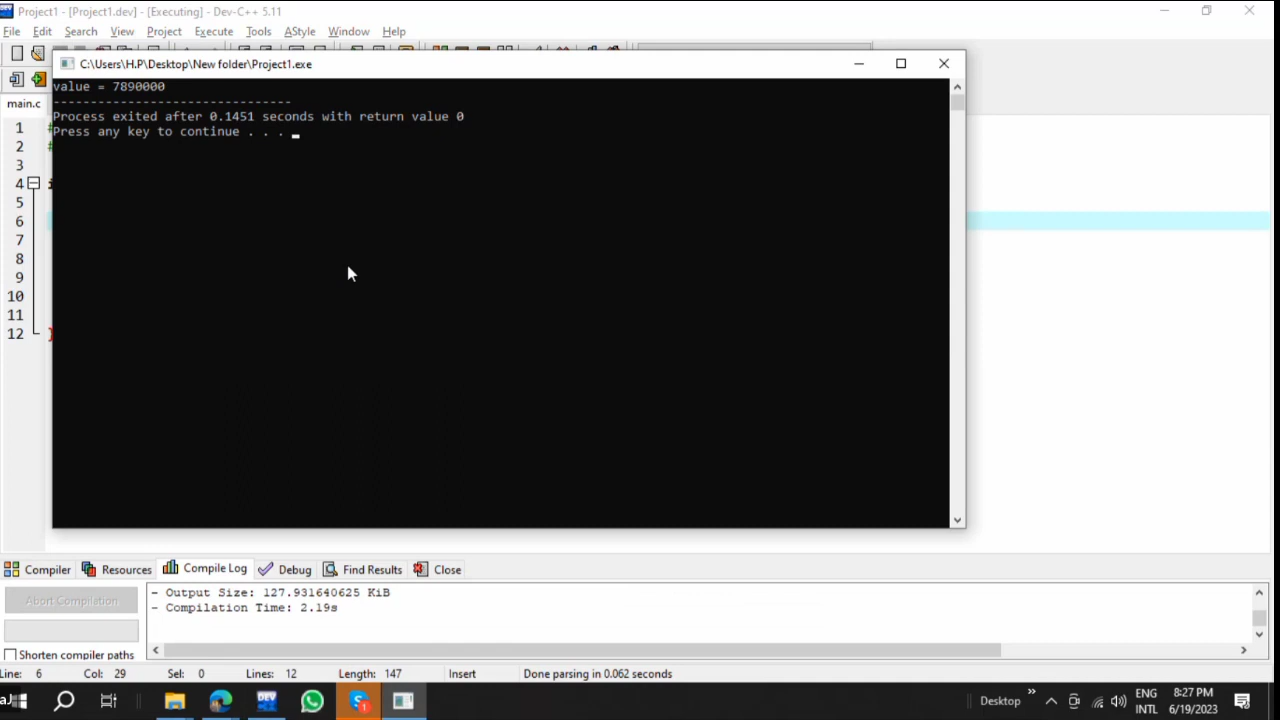 Project1 - [Project1.dev] - [Executing] - Dev-C++ 5.11
File Edit Search View Project Execute Tools AStyle Window Help
C:\Users\H.P\Desktop\New folder\Project1.exe
value = 7890000
--------------------------------
Process exited after 0.1451 seconds with return value 0
Press any key to continue . . .
main.c
1
2
3
4
5
6
7
8
9
10
11
12
Compiler Resources Compile Log Debug Find Results Close
Abort Compilation
Shorten compiler paths
- Output Size: 127.931640625 KiB
- Compilation Time: 2.19s
Line: 6 Col: 29 Sel: 0 Lines: 12 Length: 147 Insert Done parsing in 0.062 seconds
DEV
Desktop
ENG
INTL
8:27 PM
6/19/2023